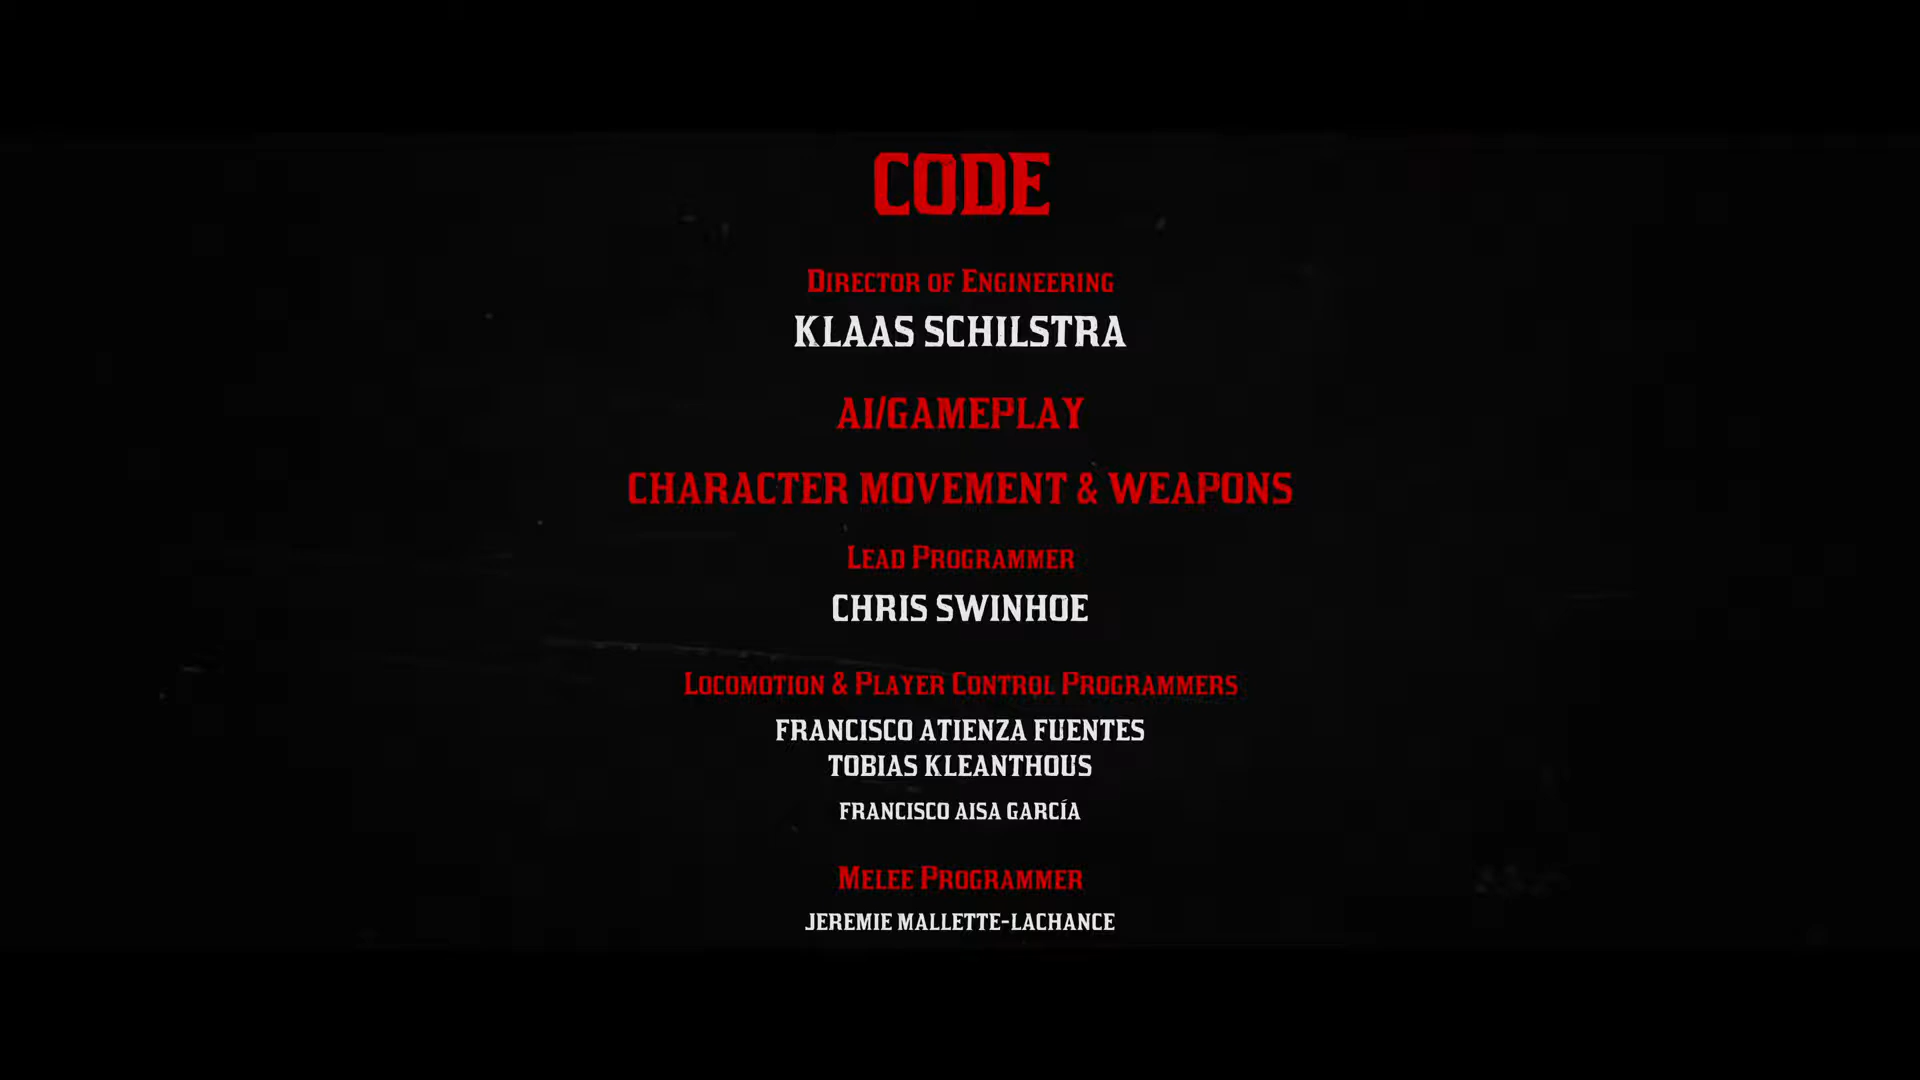 CODE
DIRECTOR OF ENGINEERING
KLAAS SCHILSTRA
AI/GAMEPLAY
CHARACTER MOVEMENT & WEAPONS
LEAD PROGRAMMER
CHRIS SWINHOE
LOCOMOTION & PLAYER CONTROL PROGRAMMERS
FRANCISCO ATIENZA FUENTES
TOBIAS KLEANTHOUS
FRANCISCO AISA GARCÍA
MELEE PROGRAMMER
JEREMIE MALLETTE-LACHANCE